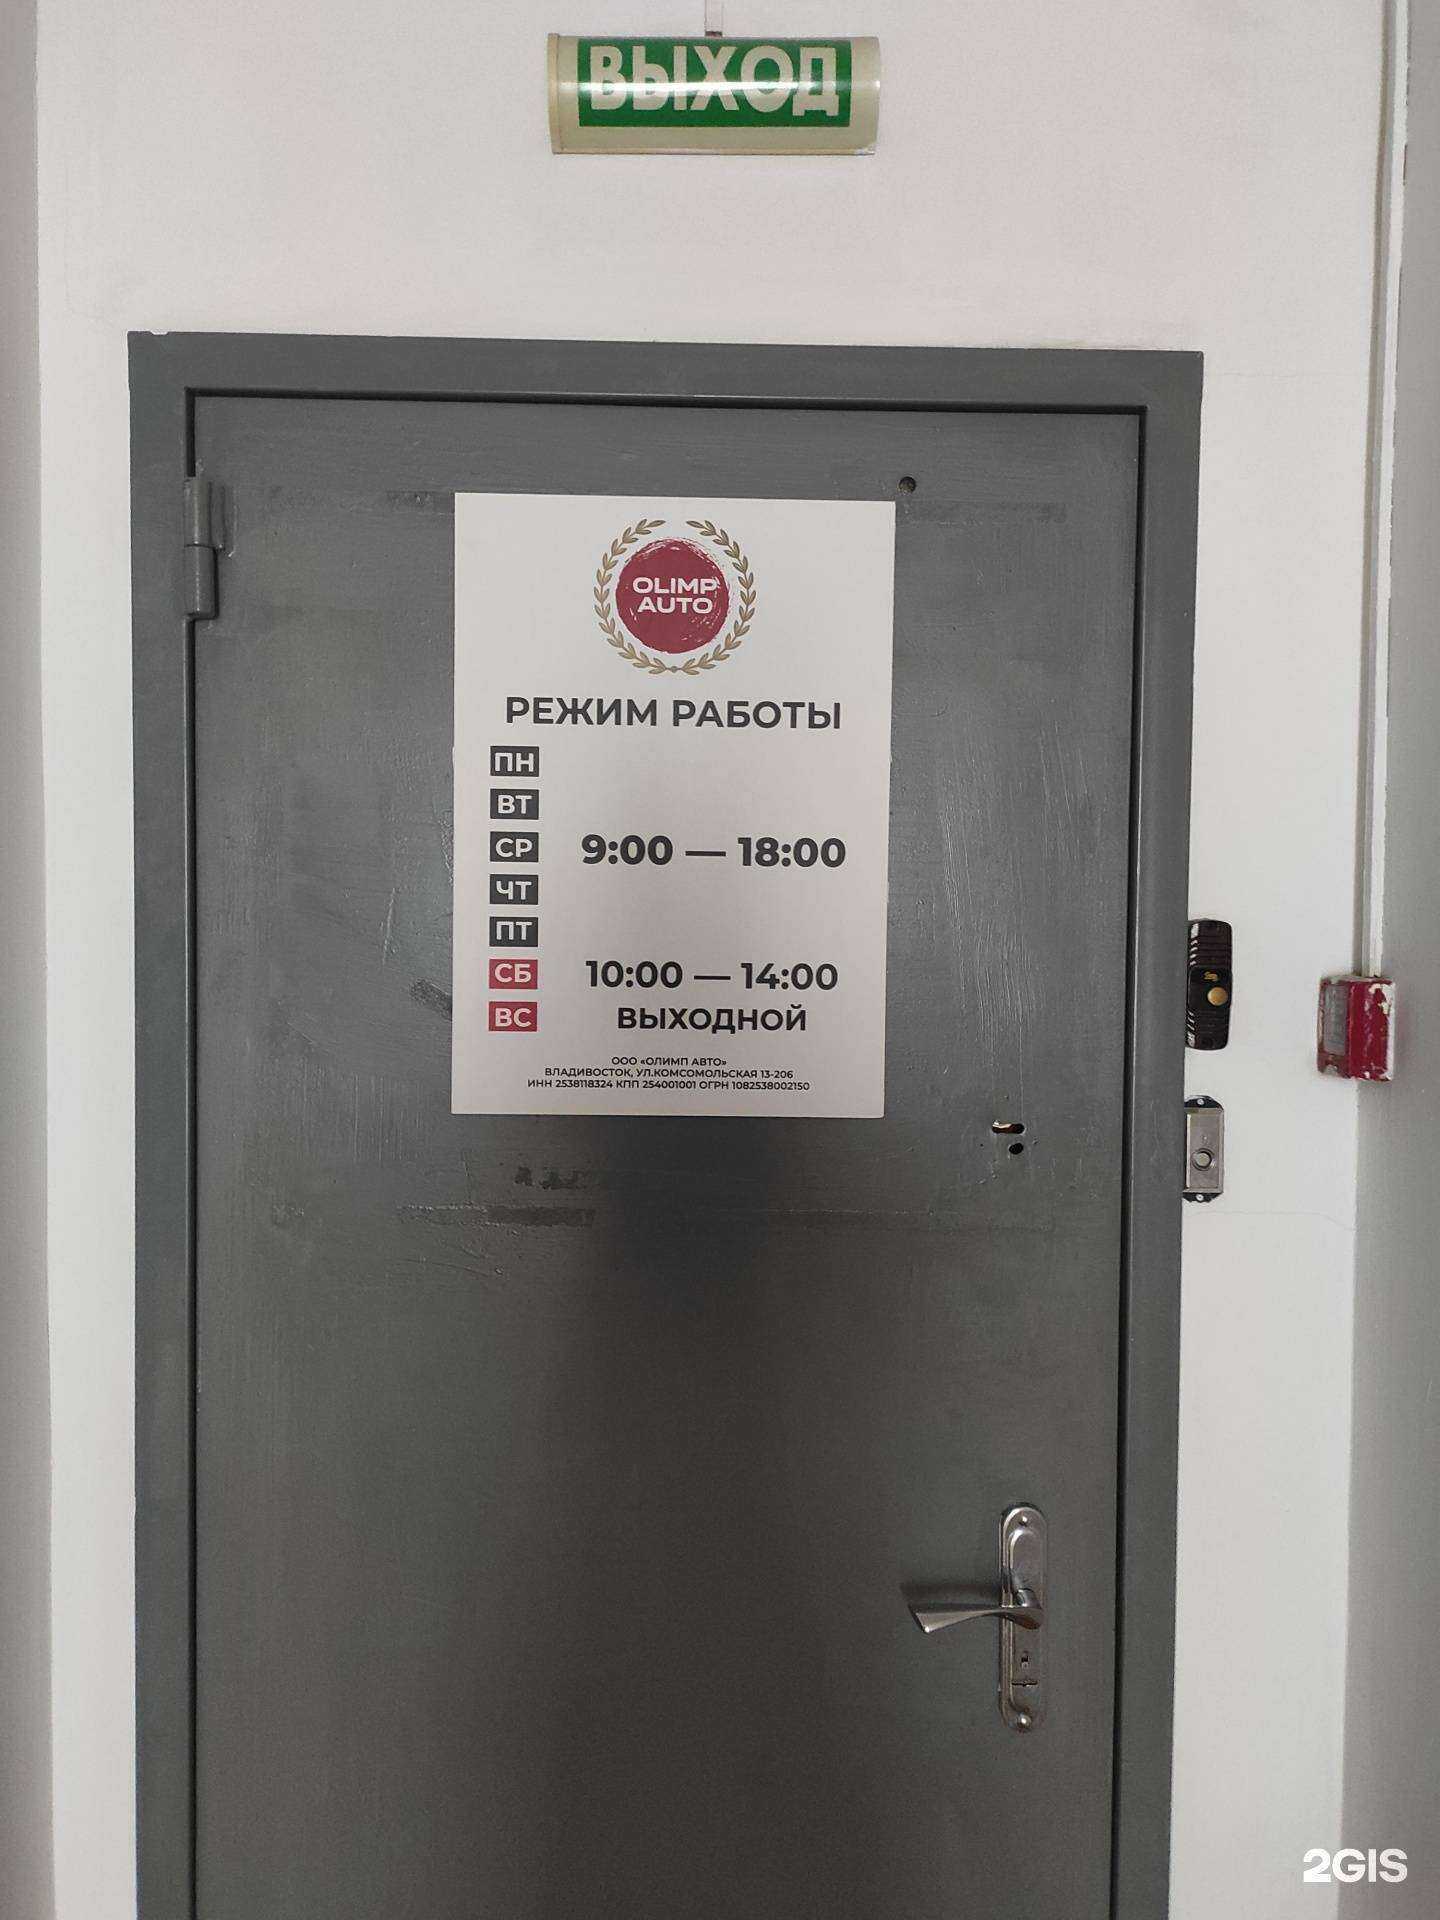 ВЫХОД
OLIMP
AUTO
РЕЖИМ РАБОТЫ
ПН
ВТ
СР 9:00 — 18:00
ЧТ
ПТ
СБ 10:00 — 14:00
ВС ВЫХОДНОЙ
ООО «ОЛИМП АВТО»
ВЛАДИВОСТОК, УЛ.КОМСОМОЛЬСКАЯ 13-206
ИНН 2538118324 КПП 254001001 ОГРН 1082538002150
2GIS